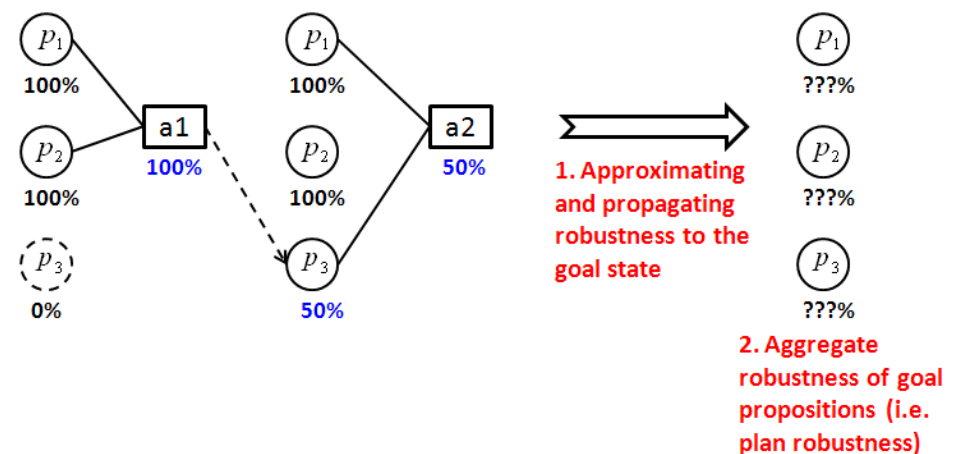 p1
100%
p2
100%
p3
0%
a1
100%
p1
100%
p2
100%
p3
50%
a2
50%
1. Approximating
and propagating
robustness to the
goal state
p1
???%
p2
???%
p3
???%
2. Aggregate
robustness of goal
propositions (i.e.
plan robustness)